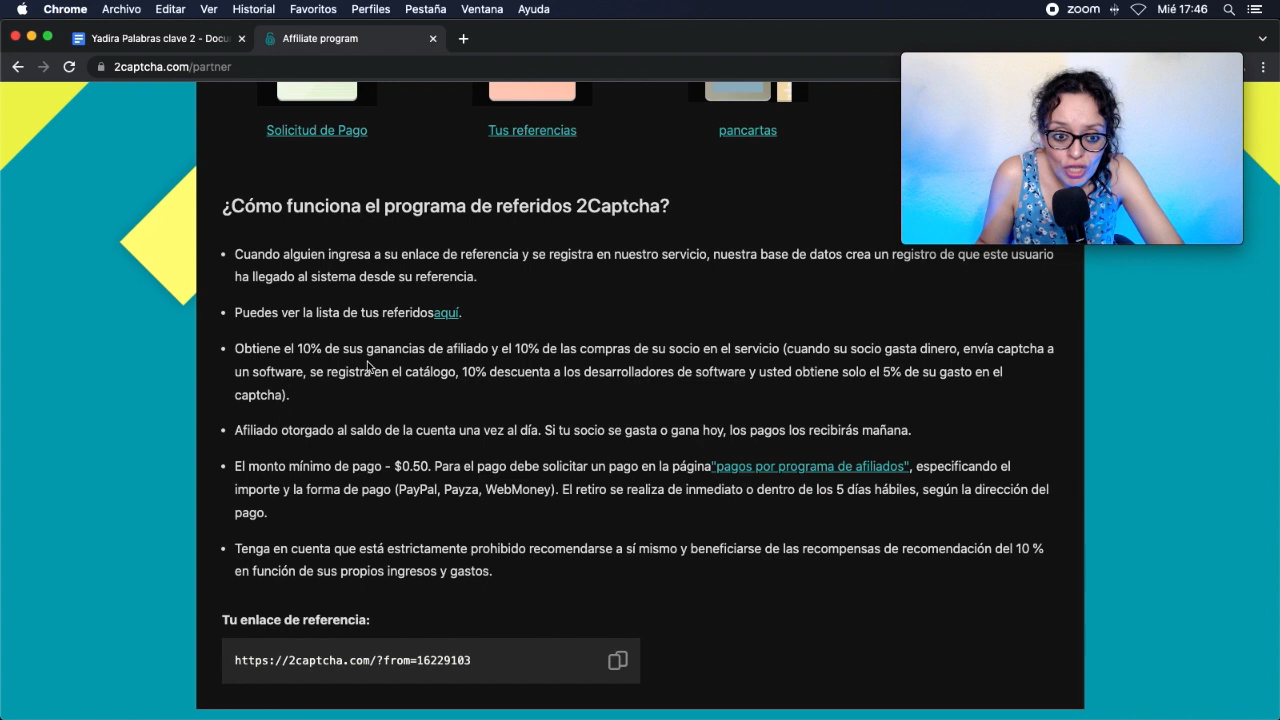 Chrome Archivo Editar Ver Historial Favoritos Perfiles Pestaña Ventana Ayuda zoom Mié 17:46
Yadira Palabras clave 2 - Docu Affiliate program
2captcha.com/partner
Solicitud de Pago Tus referencias pancartas
¿Cómo funciona el programa de referidos 2Captcha?
• Cuando alguien ingresa a su enlace de referencia y se registra en nuestro servicio, nuestra base de datos crea un registro de que este usuario
ha llegado al sistema desde su referencia.
• Puedes ver la lista de tus referidosaquí.
• Obtiene el 10% de sus ganancias de afiliado y el 10% de las compras de su socio en el servicio (cuando su socio gasta dinero, envía captcha a
un software, se registra en el catálogo, 10% descuenta a los desarrolladores de software y usted obtiene solo el 5% de su gasto en el
captcha).
• Afiliado otorgado al saldo de la cuenta una vez al día. Si tu socio se gasta o gana hoy, los pagos los recibirás mañana.
• El monto mínimo de pago - $0.50. Para el pago debe solicitar un pago en la página"pagos por programa de afiliados", especificando el
importe y la forma de pago (PayPal, Payza, WebMoney). El retiro se realiza de inmediato o dentro de los 5 días hábiles, según la dirección del
pago.
• Tenga en cuenta que está estrictamente prohibido recomendarse a sí mismo y beneficiarse de las recompensas de recomendación del 10 %
en función de sus propios ingresos y gastos.
Tu enlace de referencia:
https://2captcha.com/?from=16229103